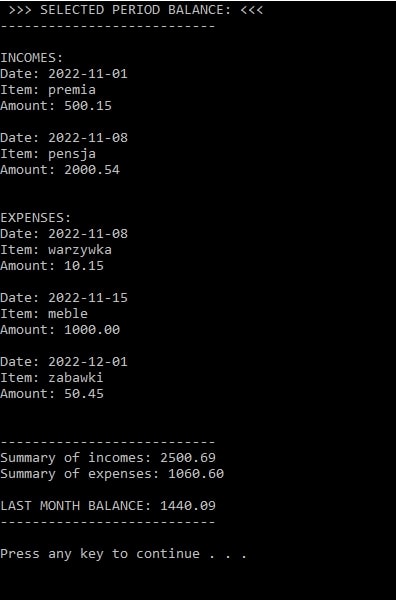 >>> SELECTED PERIOD BALANCE: <<<
---------------------------
INCOMES:
Date: 2022-11-01
Item: premia
Amount: 500.15
Date: 2022-11-08
Item: pensja
Amount: 2000.54
EXPENSES:
Date: 2022-11-08
Item: warzywka
Amount: 10.15
Date: 2022-11-15
Item: meble
Amount: 1000.00
Date: 2022-12-01
Item: zabawki
Amount: 50.45
---------------------------
Summary of incomes: 2500.69
Summary of expenses: 1060.60
LAST MONTH BALANCE: 1440.09
---------------------------
Press any key to continue . . .